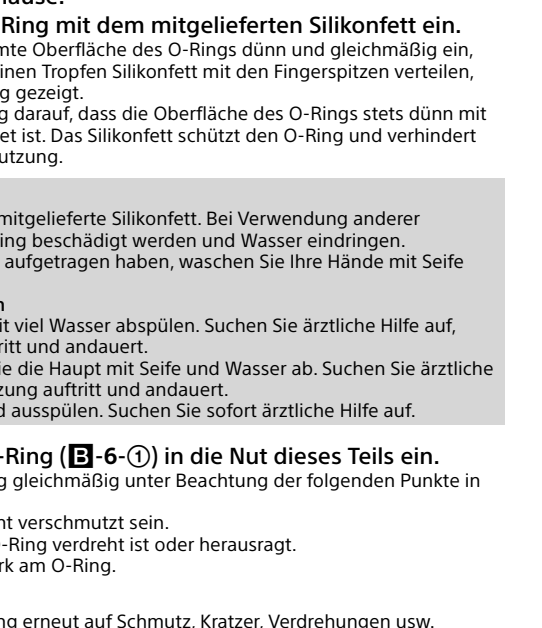 ause.
Ring mit dem mitgelieferten Silikonfett ein.
mte Oberfläche des O-Rings dünn und gleichmäßig ein,
inen Tropfen Silikonfett mit den Fingerspitzen verteilen,
g gezeigt.
g darauf, dass die Oberfläche des O-Rings stets dünn mit
et ist. Das Silikonfett schützt den O-Ring und verhindert
utzung.
mitgelieferte Silikonfett. Bei Verwendung anderer
ing beschädigt werden und Wasser eindringen.
aufgetragen haben, waschen Sie Ihre Hände mit Seife
n
it viel Wasser abspülen. Suchen Sie ärztliche Hilfe auf,
ritt und andauert.
ie die Haupt mit Seife und Wasser ab. Suchen Sie ärztliche
zung auftritt und andauert.
d ausspülen. Suchen Sie sofort ärztliche Hilfe auf.
-Ring (B-6-①) in die Nut dieses Teils ein.
g gleichmäßig unter Beachtung der folgenden Punkte in
ht verschmutzt sein.
-Ring verdreht ist oder herausragt.
rk am O-Ring.
ng erneut auf Schmutz, Kratzer, Verdrehungen usw.